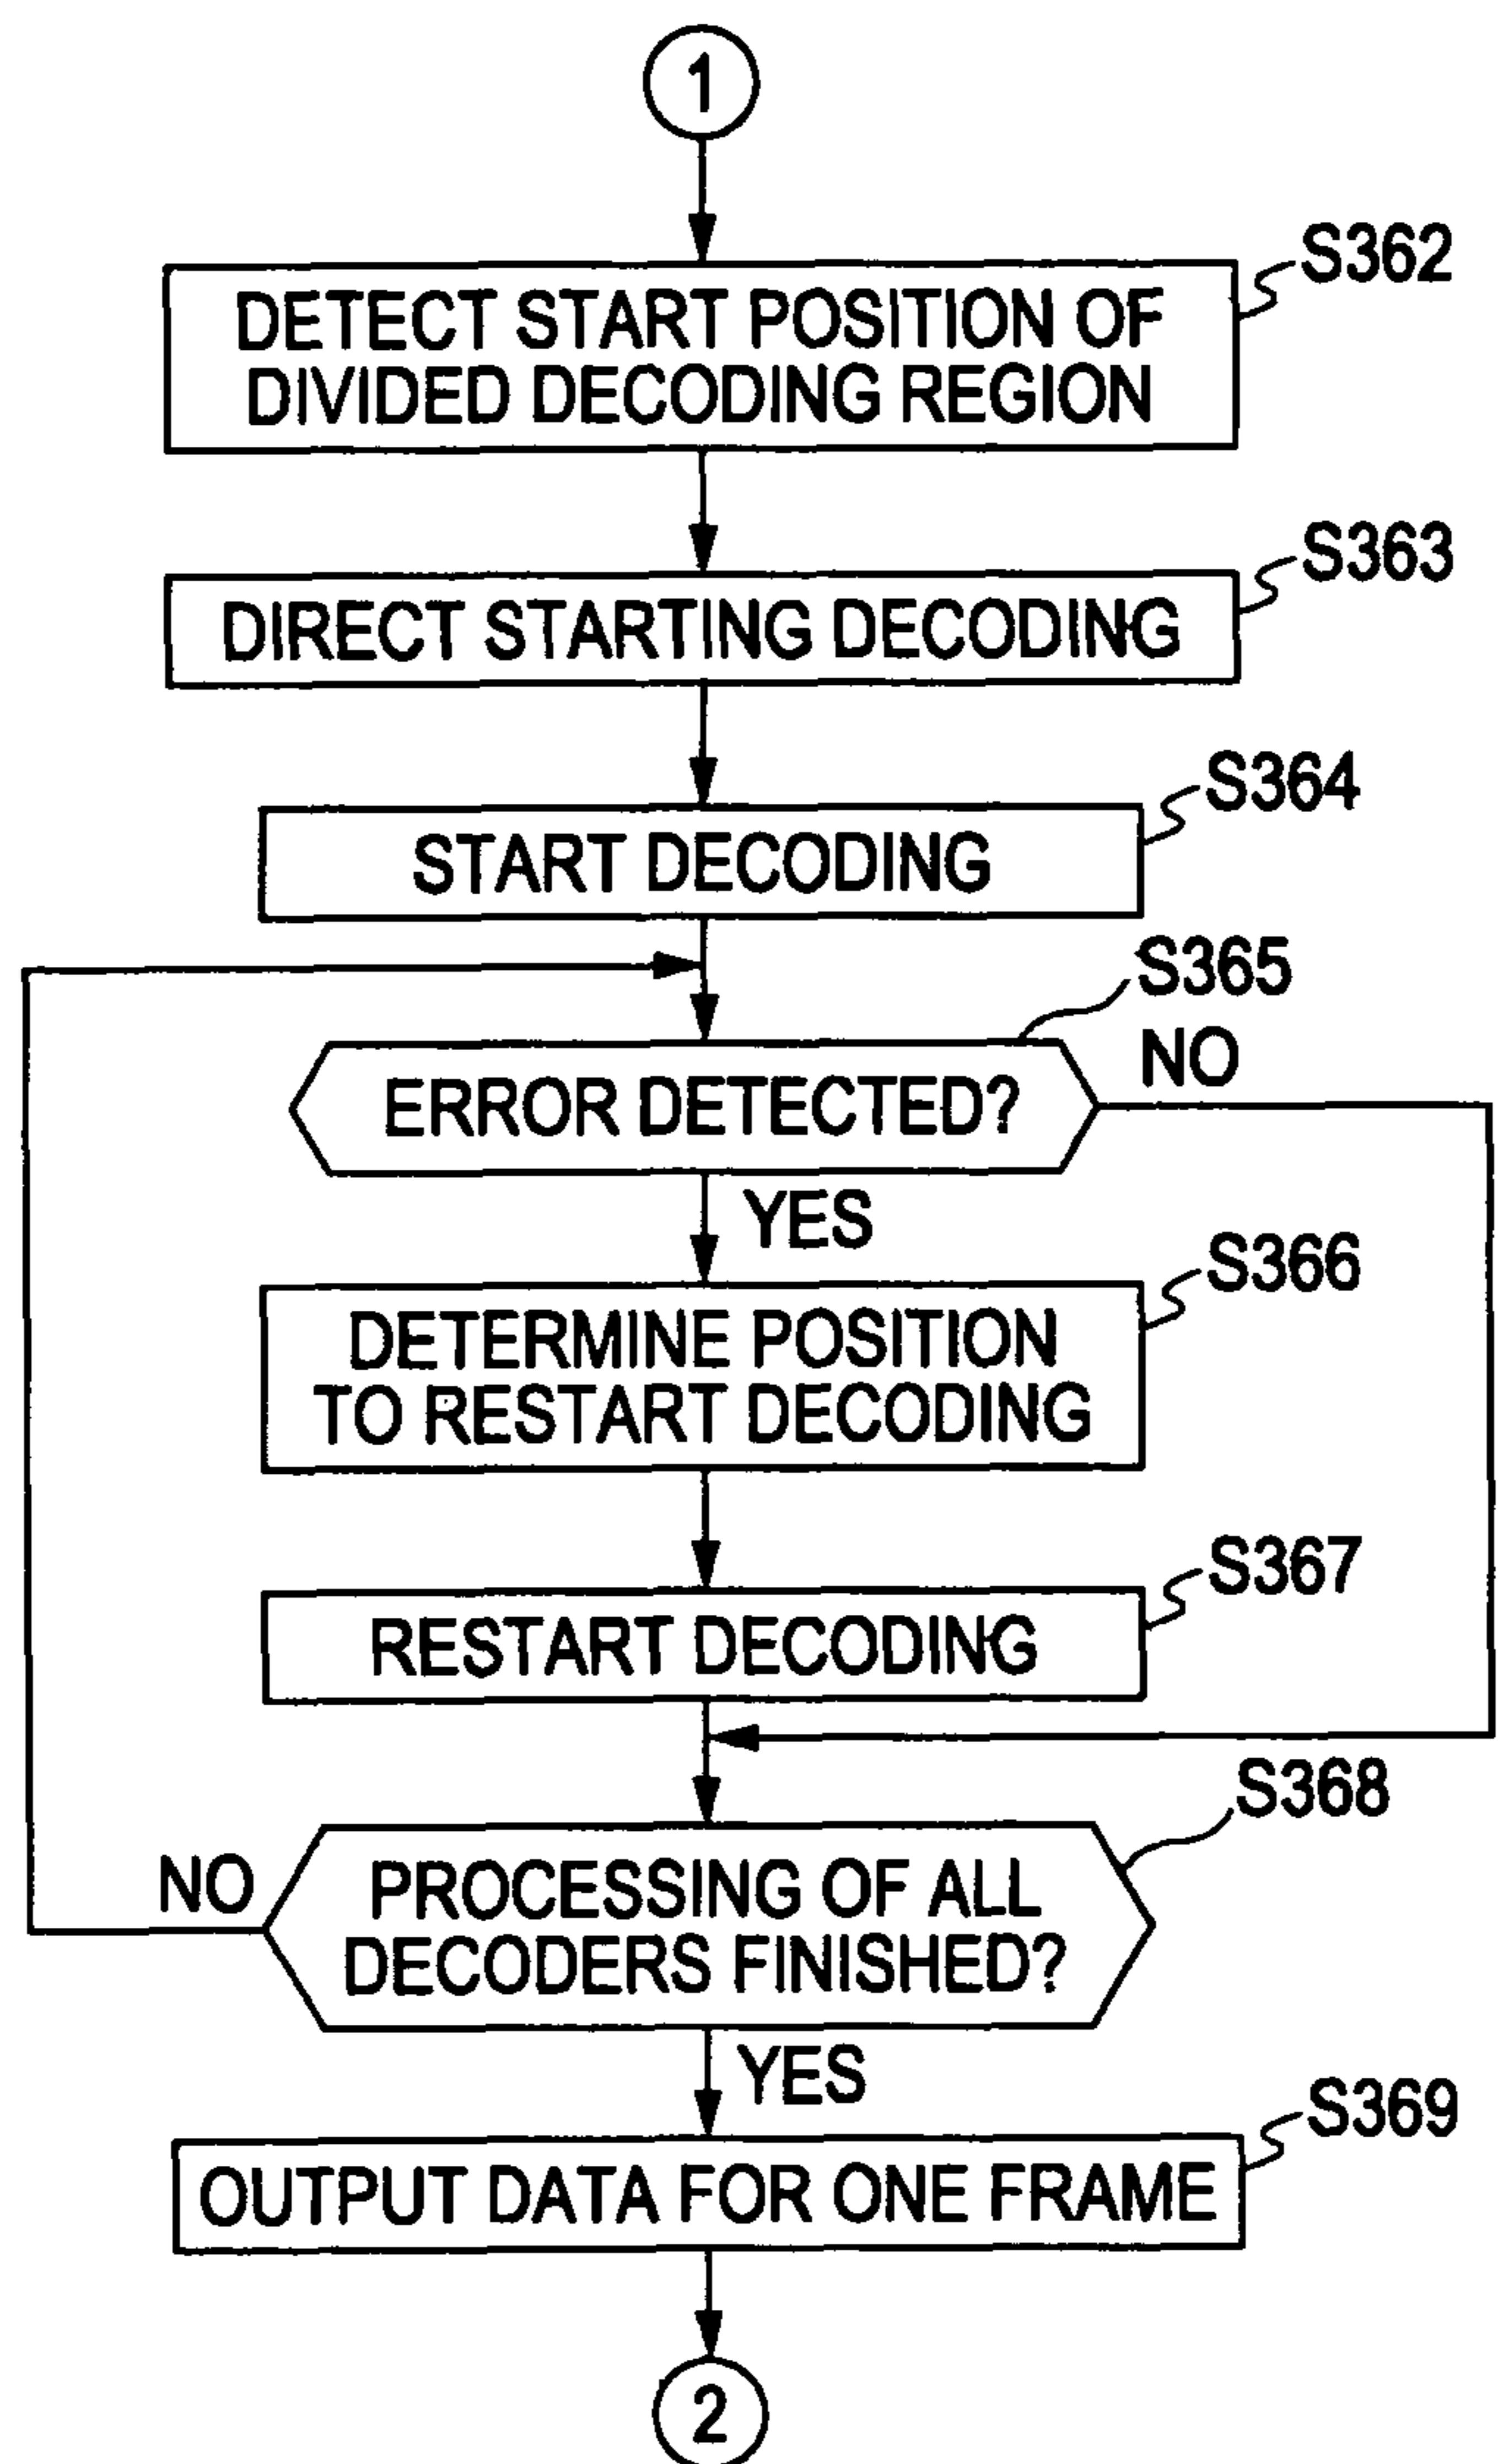 1
S362
DETECT START POSITION OF
DIVIDED DECODING REGION
S363
DIRECT STARTING DECODING
S364
START DECODING
S365
NO
ERROR DETECTED?
YES
S366
DETERMINE POSITION
TO RESTART DECODING
S367
RESTART DECODING
S368
NO
PROCESSING OF ALL
DECODERS FINISHED?
YES
S369
OUTPUT DATA FOR ONE FRAME
2